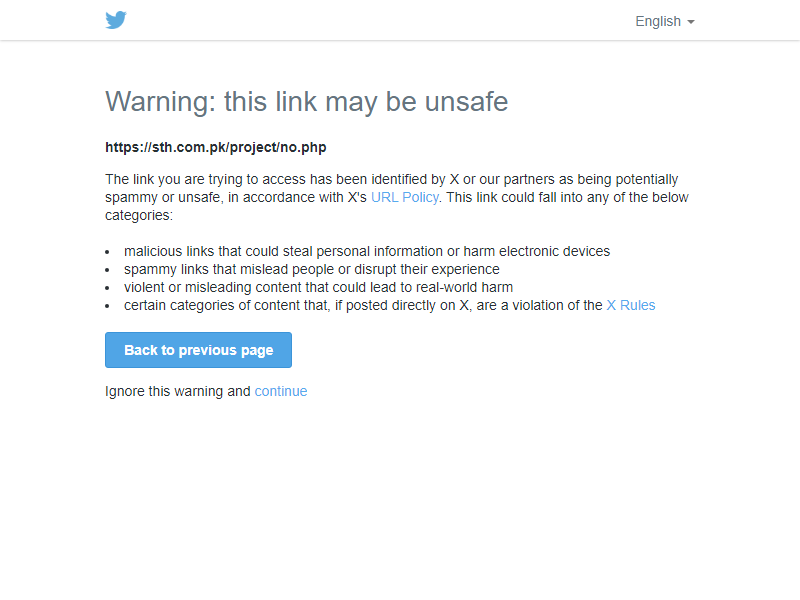 English
Warning: this link may be unsafe
https://sth.com.pk/project/no.php
The link you are trying to access has been identified by X or our partners as being potentially
spammy or unsafe, in accordance with X's URL Policy. This link could fall into any of the below
categories:
malicious links that could steal personal information or harm electronic devices
spammy links that mislead people or disrupt their experience
violent or misleading content that could lead to real-world harm
certain categories of content that, if posted directly on X, are a violation of the X Rules
Back to previous page
Ignore this warning and continue